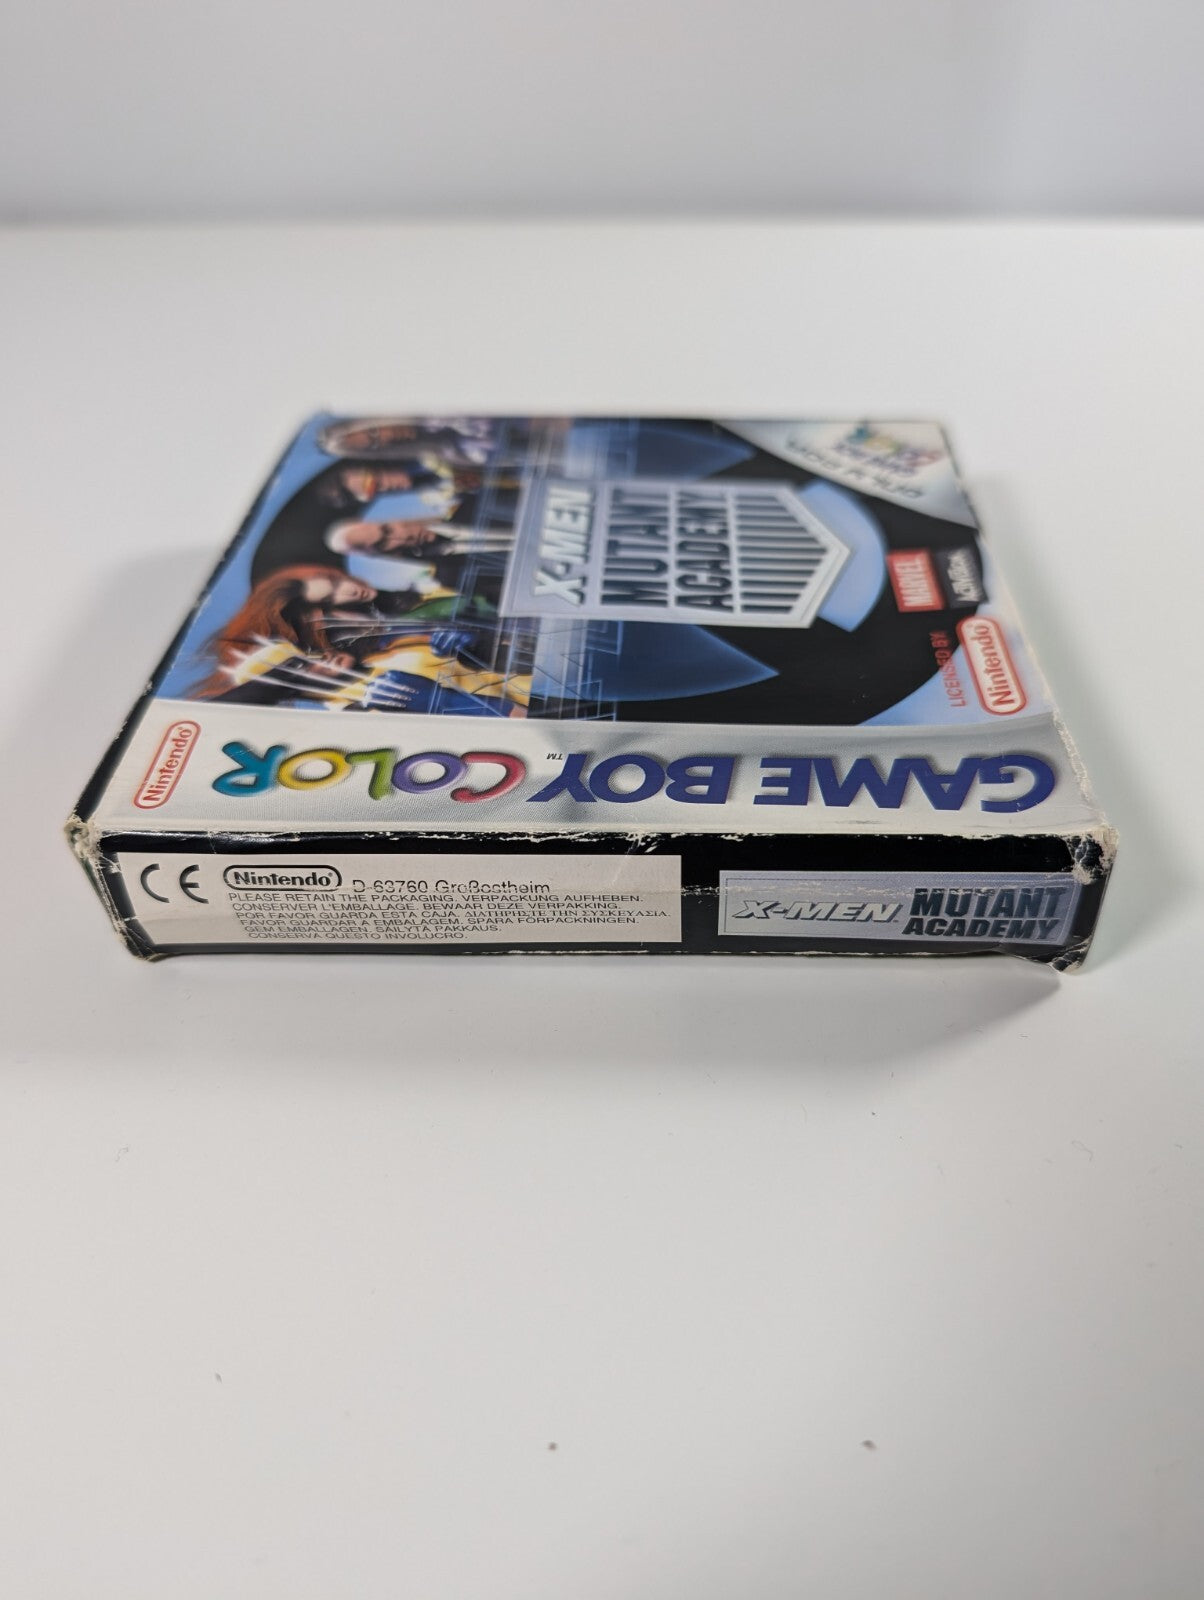 X-MEN
MUTANT
ACADEMY
MARVEL
ACTIVISION
LICENSED BY
Nintendo
Nintendo
GAME BOY COLOR™
CE
Nintendo D-63760 Großostheim
PLEASE RETAIN THE PACKAGING. VERPACKUNG AUFHEBEN.
CONSERVER L'EMBALLAGE. BEWAAR DEZE VERPAKKING.
POR FAVOR GUARDA ESTA CAJA. ΔΙΑΤΗΡΗΣΤΕ ΤΗΝ ΣΥΣΚΕΥΑΣΙΑ.
FAVOR GUARDAR A EMBALAGEM. SPARA FÖRPACKNINGEN.
GEM EMBALLAGEN. SÄILYTÄ PAKKAUS.
CONSERVA QUESTO INVOLUCRO.
X-MEN MUTANT
ACADEMY